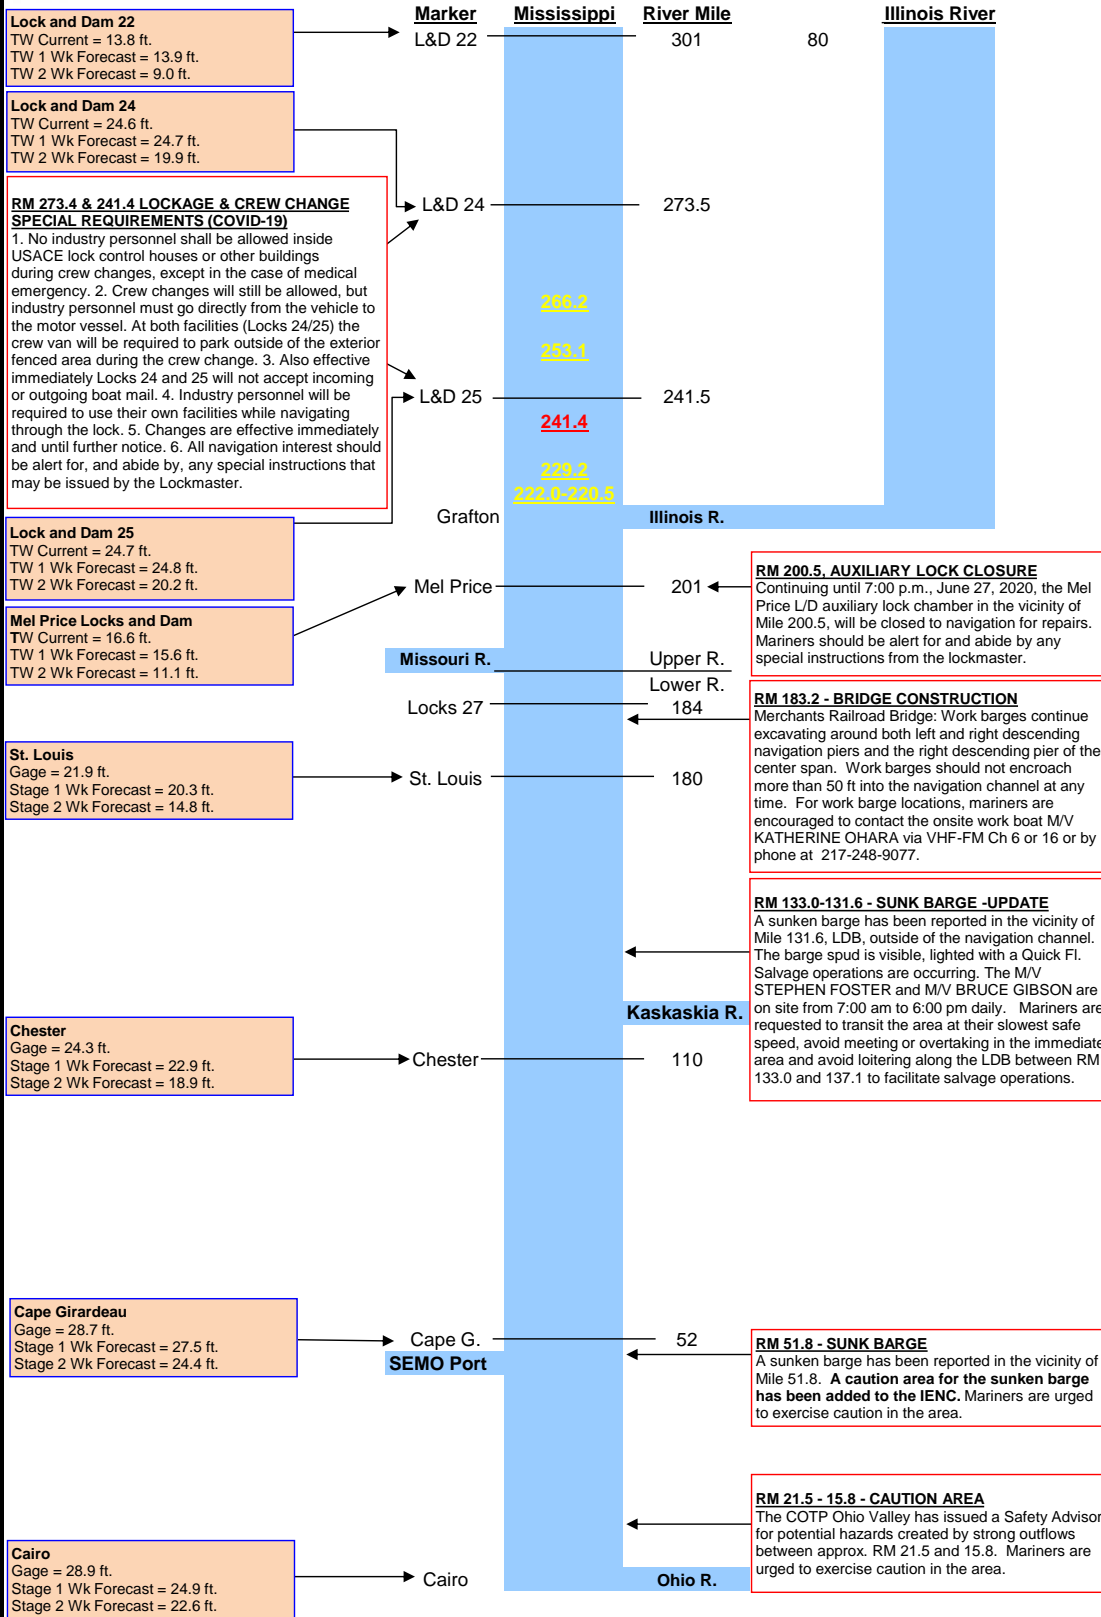 Marker Mississippi River Mile Illinois River
Lock and Dam 22
TW Current = 13.8 ft.
TW 1 Wk Forecast = 13.9 ft.
TW 2 Wk Forecast = 9.0 ft.
L&D 22 301 80
Lock and Dam 24
TW Current = 24.6 ft.
TW 1 Wk Forecast = 24.7 ft.
TW 2 Wk Forecast = 19.9 ft.
L&D 24 273.5
RM 273.4 & 241.4 LOCKAGE & CREW CHANGE
SPECIAL REQUIREMENTS (COVID-19)
1. No industry personnel shall be allowed inside
USACE lock control houses or other buildings
during crew changes, except in the case of medical
emergency. 2. Crew changes will still be allowed, but
industry personnel must go directly from the vehicle to
the motor vessel. At both facilities (Locks 24/25) the
crew van will be required to park outside of the exterior
fenced area during the crew change. 3. Also effective
immediately Locks 24 and 25 will not accept incoming
or outgoing boat mail. 4. Industry personnel will be
required to use their own facilities while navigating
through the lock. 5. Changes are effective immediately
and until further notice. 6. All navigation interest should
be alert for, and abide by, any special instructions that
may be issued by the Lockmaster.
266.2
253.1
L&D 25 241.5
241.4
229.2
222.0-220.5
Grafton Illinois R.
Lock and Dam 25
TW Current = 24.7 ft.
TW 1 Wk Forecast = 24.8 ft.
TW 2 Wk Forecast = 20.2 ft.
Mel Price 201
RM 200.5, AUXILIARY LOCK CLOSURE
Continuing until 7:00 p.m., June 27, 2020, the Mel
Price L/D auxiliary lock chamber in the vicinity of
Mile 200.5, will be closed to navigation for repairs.
Mariners should be alert for and abide by any
special instructions from the lockmaster.
Mel Price Locks and Dam
TW Current = 16.6 ft.
TW 1 Wk Forecast = 15.6 ft.
TW 2 Wk Forecast = 11.1 ft.
Missouri R. Upper R.
Lower R.
Locks 27 184
RM 183.2 - BRIDGE CONSTRUCTION
Merchants Railroad Bridge: Work barges continue
excavating around both left and right descending
navigation piers and the right descending pier of the
center span. Work barges should not encroach
more than 50 ft into the navigation channel at any
time. For work barge locations, mariners are
encouraged to contact the onsite work boat M/V
KATHERINE OHARA via VHF-FM Ch 6 or 16 or by
phone at 217-248-9077.
St. Louis
Gage = 21.9 ft.
Stage 1 Wk Forecast = 20.3 ft.
Stage 2 Wk Forecast = 14.8 ft.
St. Louis 180
RM 133.0-131.6 - SUNK BARGE -UPDATE
A sunken barge has been reported in the vicinity of
Mile 131.6, LDB, outside of the navigation channel.
The barge spud is visible, lighted with a Quick Fl.
Salvage operations are occurring. The M/V
STEPHEN FOSTER and M/V BRUCE GIBSON are
on site from 7:00 am to 6:00 pm daily. Mariners are
requested to transit the area at their slowest safe
speed, avoid meeting or overtaking in the immediate
area and avoid loitering along the LDB between RM
133.0 and 137.1 to facilitate salvage operations.
Kaskaskia R.
Chester
Gage = 24.3 ft.
Stage 1 Wk Forecast = 22.9 ft.
Stage 2 Wk Forecast = 18.9 ft.
Chester 110
Cape Girardeau
Gage = 28.7 ft.
Stage 1 Wk Forecast = 27.5 ft.
Stage 2 Wk Forecast = 24.4 ft.
Cape G. 52
SEMO Port
RM 51.8 - SUNK BARGE
A sunken barge has been reported in the vicinity of
Mile 51.8. A caution area for the sunken barge
has been added to the IENC. Mariners are urged
to exercise caution in the area.
RM 21.5 - 15.8 - CAUTION AREA
The COTP Ohio Valley has issued a Safety Advisor
for potential hazards created by strong outflows
between approx. RM 21.5 and 15.8. Mariners are
urged to exercise caution in the area.
Cairo
Gage = 28.9 ft.
Stage 1 Wk Forecast = 24.9 ft.
Stage 2 Wk Forecast = 22.6 ft.
Cairo Ohio R.